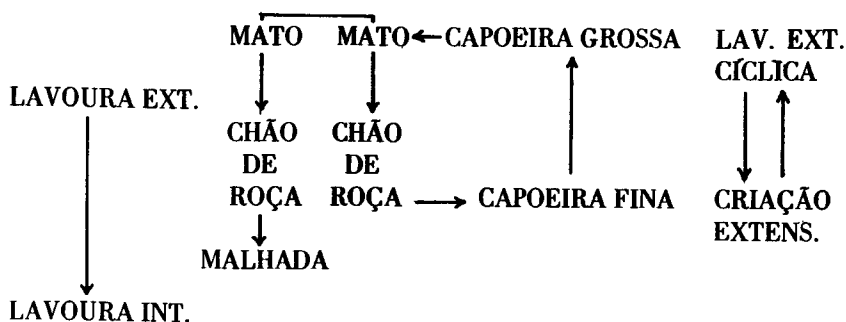 MATO MATO CAPOEIRA GROSSA LAV. EXT.
CÍCLICA
LAVOURA EXT.
CHÃO CHÃO
DE DE
ROÇA ROÇA CAPOEIRA FINA CRIAÇÃO
EXTENS.
MALHADA
LAVOURA INT.